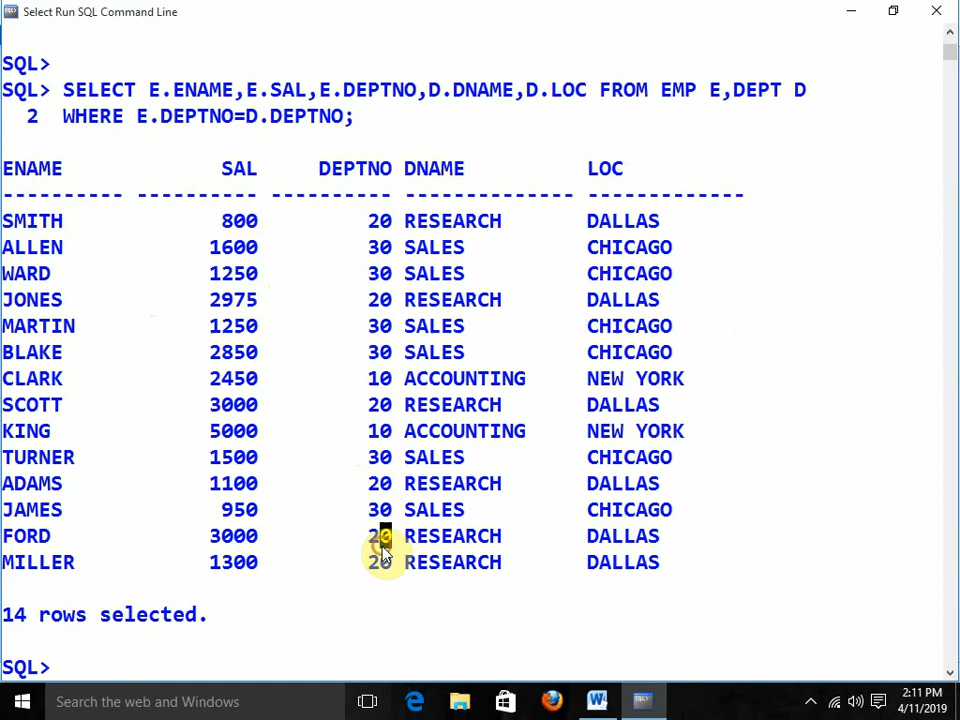 Select Run SQL Command Line
SQL>
SQL> SELECT E.ENAME,E.SAL,E.DEPTNO,D.DNAME,D.LOC FROM EMP E,DEPT D
2 WHERE E.DEPTNO=D.DEPTNO;
ENAME SAL DEPTNO DNAME LOC
---------- ---------- ---------- -------------- -------------
SMITH 800 20 RESEARCH DALLAS
ALLEN 1600 30 SALES CHICAGO
WARD 1250 30 SALES CHICAGO
JONES 2975 20 RESEARCH DALLAS
MARTIN 1250 30 SALES CHICAGO
BLAKE 2850 30 SALES CHICAGO
CLARK 2450 10 ACCOUNTING NEW YORK
SCOTT 3000 20 RESEARCH DALLAS
KING 5000 10 ACCOUNTING NEW YORK
TURNER 1500 30 SALES CHICAGO
ADAMS 1100 20 RESEARCH DALLAS
JAMES 950 30 SALES CHICAGO
FORD 3000 20 RESEARCH DALLAS
MILLER 1300 20 RESEARCH DALLAS
14 rows selected.
SQL>
Search the web and Windows
2:11 PM
4/11/2019